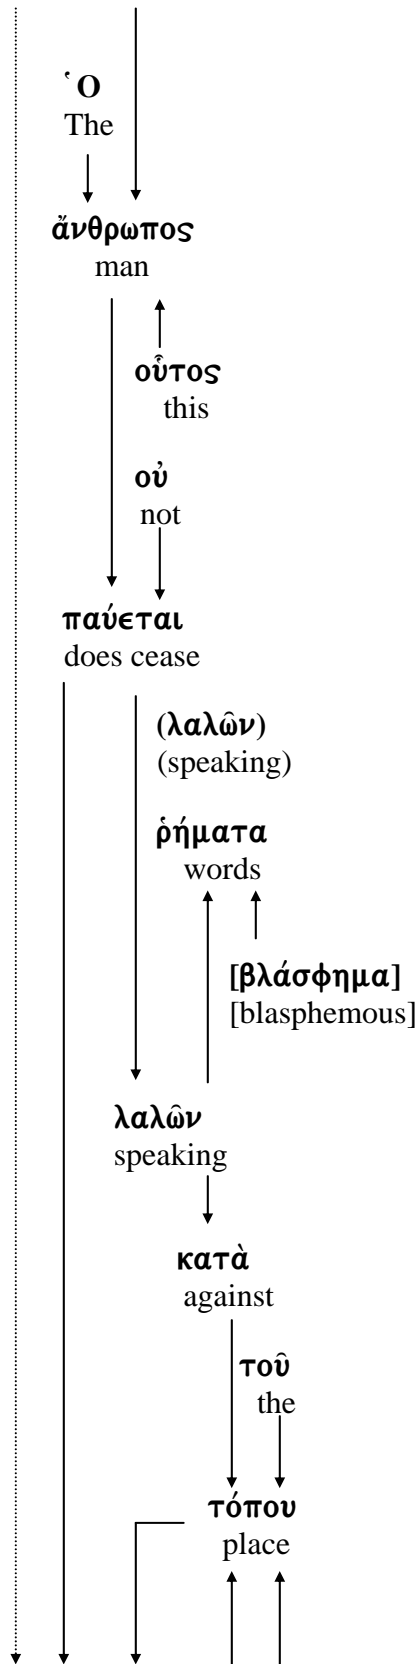 Ὁ
The
ἄνθρωπος
man
οὗτος
this
οὐ
not
παύεται
does cease
(λαλῶν)
(speaking)
ῥήματα
words
[βλάσφημα]
[blasphemous]
λαλῶν
speaking
κατὰ
against
τοῦ
the
τόπου
place